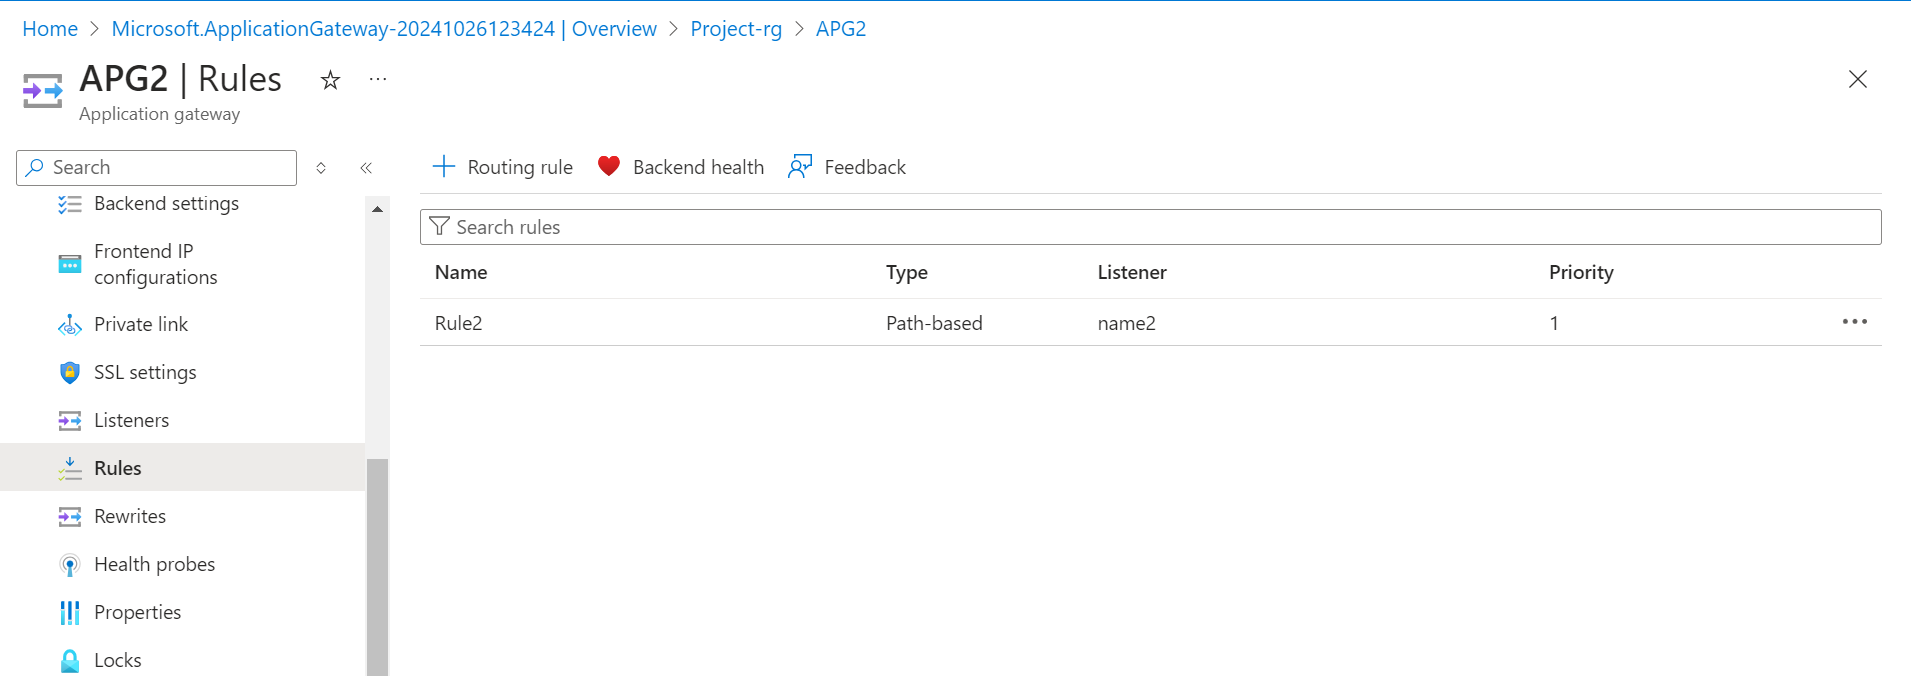 Home > Microsoft.ApplicationGateway-20241026123424 | Overview > Project-rg > APG2
APG2 | Rules
Application gateway
Search
Backend settings
Frontend IP
configurations
Private link
SSL settings
Listeners
Rules
Rewrites
Health probes
Properties
Locks
Routing rule Backend health Feedback
Search rules
Name Type Listener Priority
Rule2 Path-based name2 1